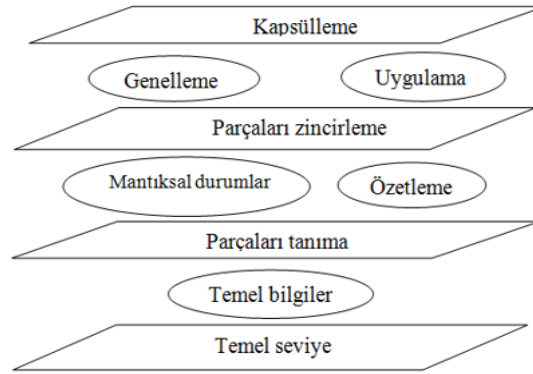 Kapsülleme
Genelleme
Uygulama
Parçaları zincirleme
Mantıksal durumlar
Özetleme
Parçaları tanıma
Temel bilgiler
Temel seviye